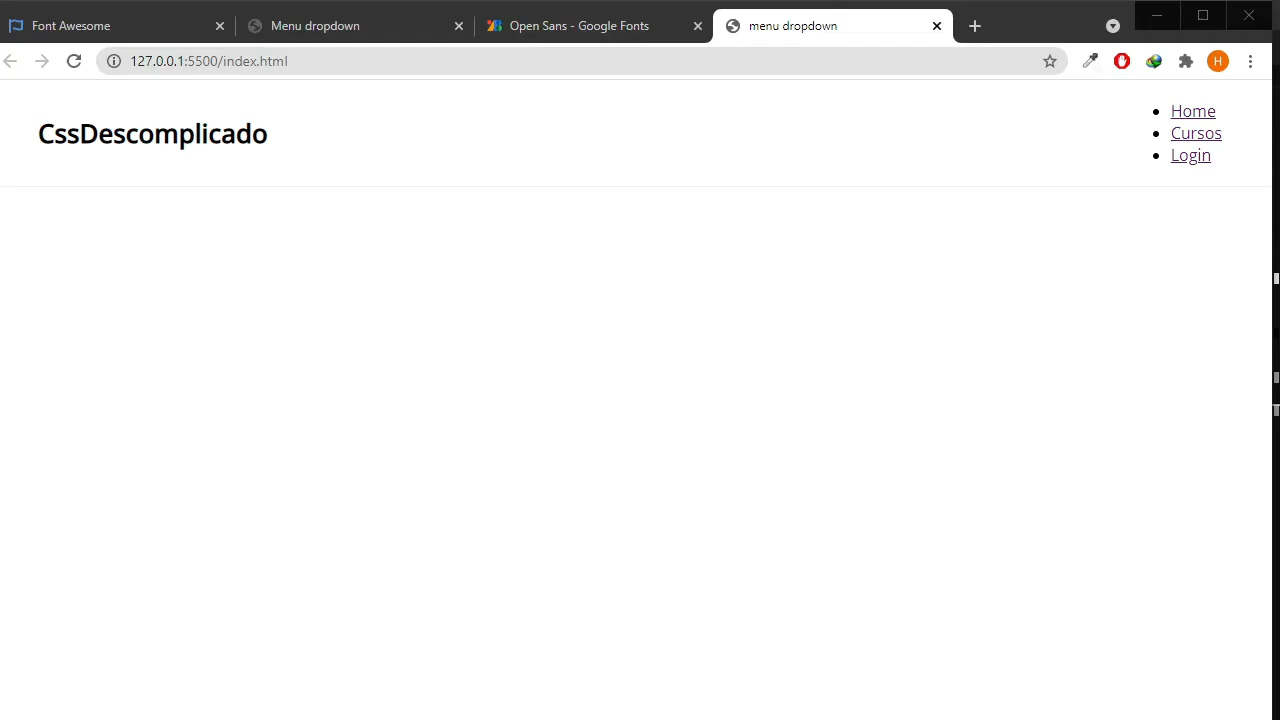 Font Awesome
Menu dropdown
Open Sans - Google Fonts
menu dropdown
127.0.0.1:5500/index.html
H
CssDescomplicado
Home
Cursos
Login